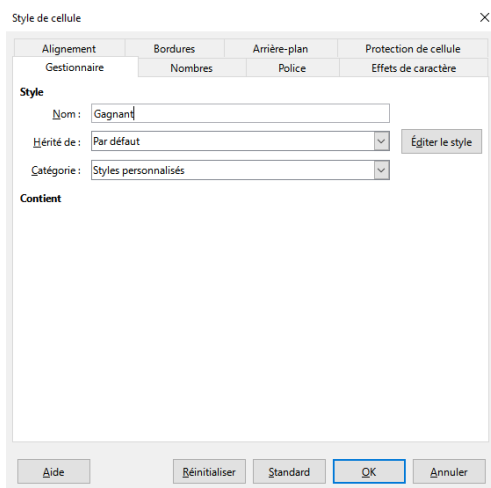 Style de cellule
Alignement Bordures Arrière-plan Protection de cellule
Gestionnaire Nombres Police Effets de caractère
Style
Nom : Gagnant
Hérité de : Par défaut Éditer le style
Catégorie : Styles personnalisés
Contient
Aide Réinitialiser Standard OK Annuler